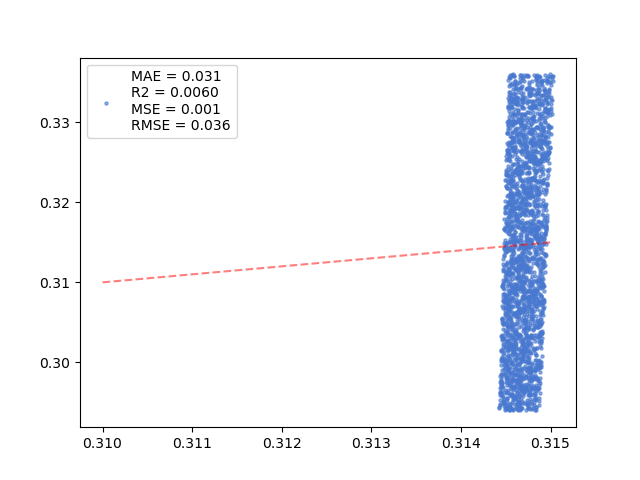 MAE = 0.031
R2 = 0.0060
MSE = 0.001
RMSE = 0.036
0.33
0.32
0.31
0.30
0.310 0.311 0.312 0.313 0.314 0.315